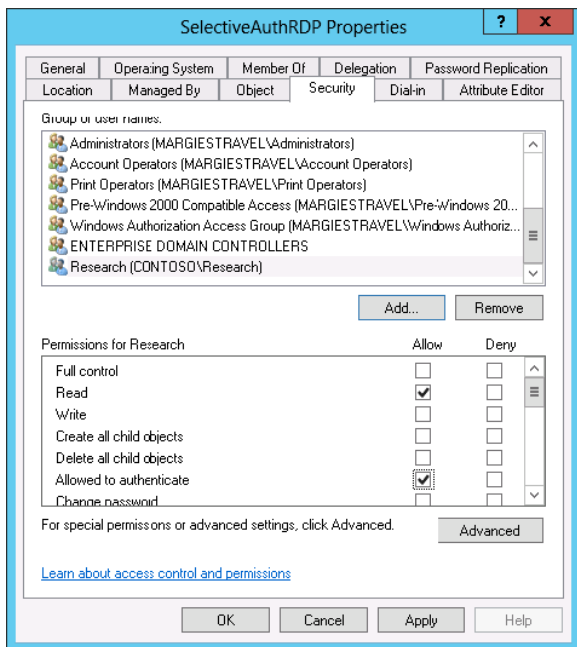 SelectiveAuthRDP Properties
?
x
General
Operating System
Member Of
Delegation
Password Replication
Location
Managed By
Object
Security
Dial-in
Attribute Editor
Group or user names:
Administrators (MARGIESTRAVEL\Administrators)
Account Operators (MARGIESTRAVEL\Account Operators)
Print Operators (MARGIESTRAVEL\Print Operators)
Pre-Windows 2000 Compatible Access (MARGIESTRAVEL\Pre-Windows 20...
Windows Authorization Access Group (MARGIESTRAVEL\Windows Authoriz...
ENTERPRISE DOMAIN CONTROLLERS
Research (CONTOSO\Research)
Add...
Remove
Permissions for Research
Allow
Deny
Full control
Read
Write
Create all child objects
Delete all child objects
Allowed to authenticate
Change password
For special permissons or advanced settings, click Advanced.
Advanced
Learn about access control and permissions
OK
Cancel
Apply
Help